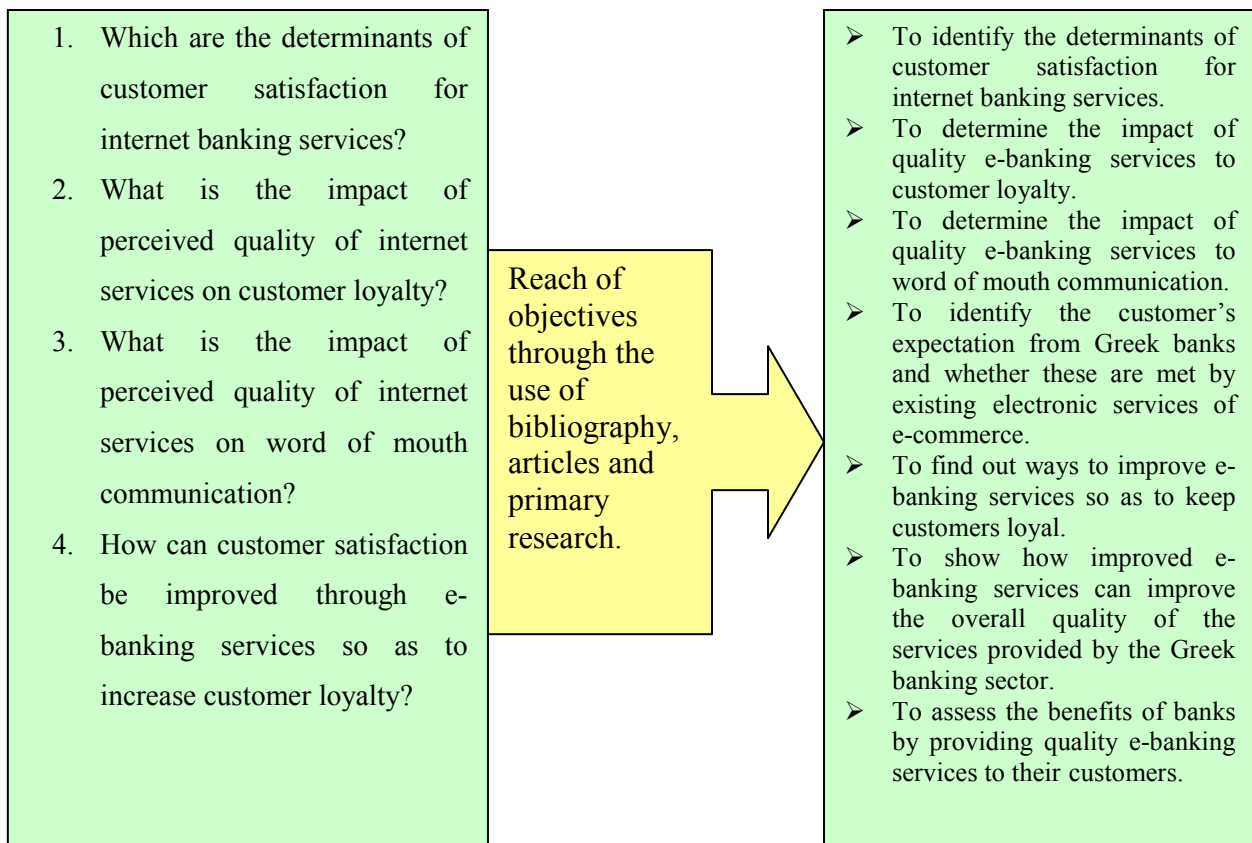 1. Which are the determinants of
customer satisfaction for
internet banking services?
2. What is the impact of
perceived quality of internet
services on customer loyalty?
3. What is the impact of
perceived quality of internet
services on word of mouth
communication?
4. How can customer satisfaction
be improved through e-
banking services so as to
increase customer loyalty?
Reach of
objectives
through the
use of
bibliography,
articles and
primary
research.
➢ To identify the determinants of
customer satisfaction for
internet banking services.
➢ To determine the impact of
quality e-banking services to
customer loyalty.
➢ To determine the impact of
quality e-banking services to
word of mouth communication.
➢ To identify the customer’s
expectation from Greek banks
and whether these are met by
existing electronic services of
e-commerce.
➢ To find out ways to improve e-
banking services so as to keep
customers loyal.
➢ To show how improved e-
banking services can improve
the overall quality of the
services provided by the Greek
banking sector.
➢ To assess the benefits of banks
by providing quality e-banking
services to their customers.